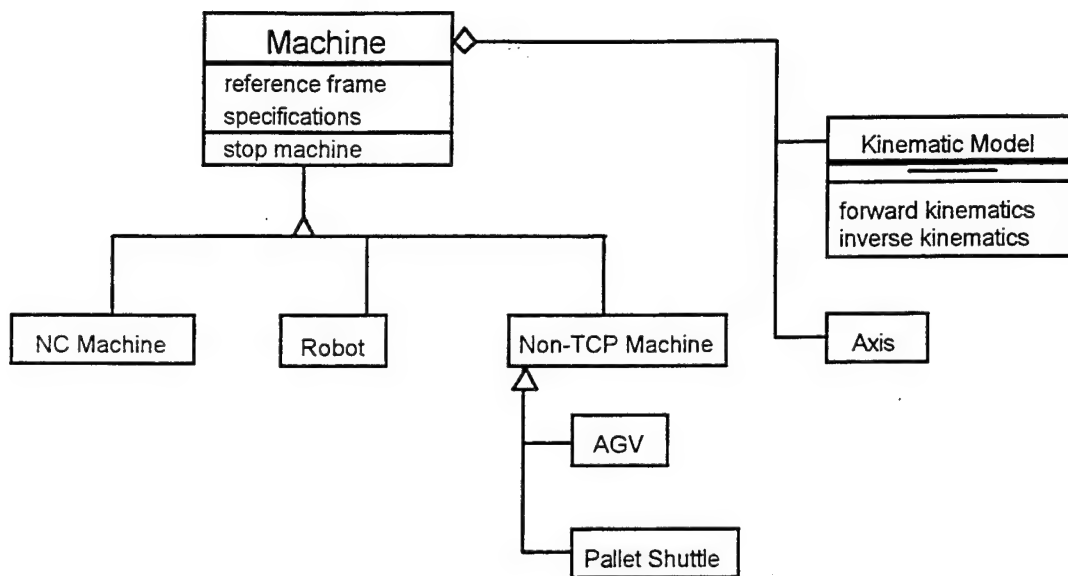 Machine
reference frame
specifications
stop machine
Kinematic Model
forward kinematics
inverse kinematics
NC Machine
Robot
Non-TCP Machine
Axis
AGV
Pallet Shuttle